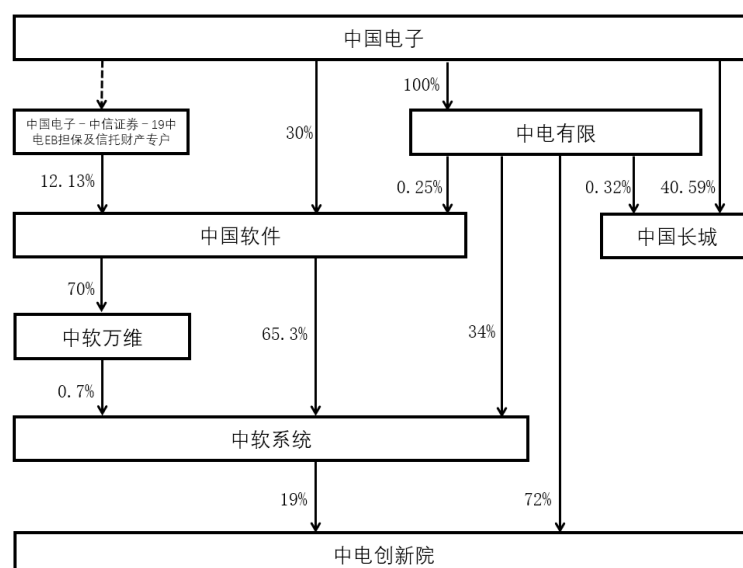 中国电子
100%
中国电子－中信证券－19中
电EB担保及信托财产专户
30%
中电有限
12.13%
0.25%
0.32%
40.59%
中国软件
中国长城
70%
中软万维
65.3%
34%
0.7%
中软系统
19%
72%
中电创新院